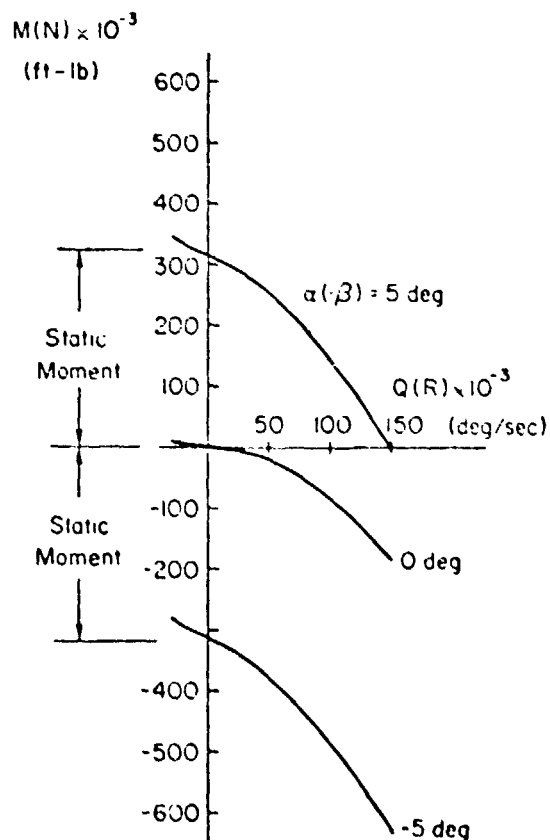 M(N) × 10⁻³
(ft-lb)
600
500
400
300
200
100
α(-β) = 5 deg
Static
Moment
Q(R) × 10⁻³
50 100 150 (deg/sec)
-100
-200
-400
-500
-600
Static
Moment
0 deg
-5 deg